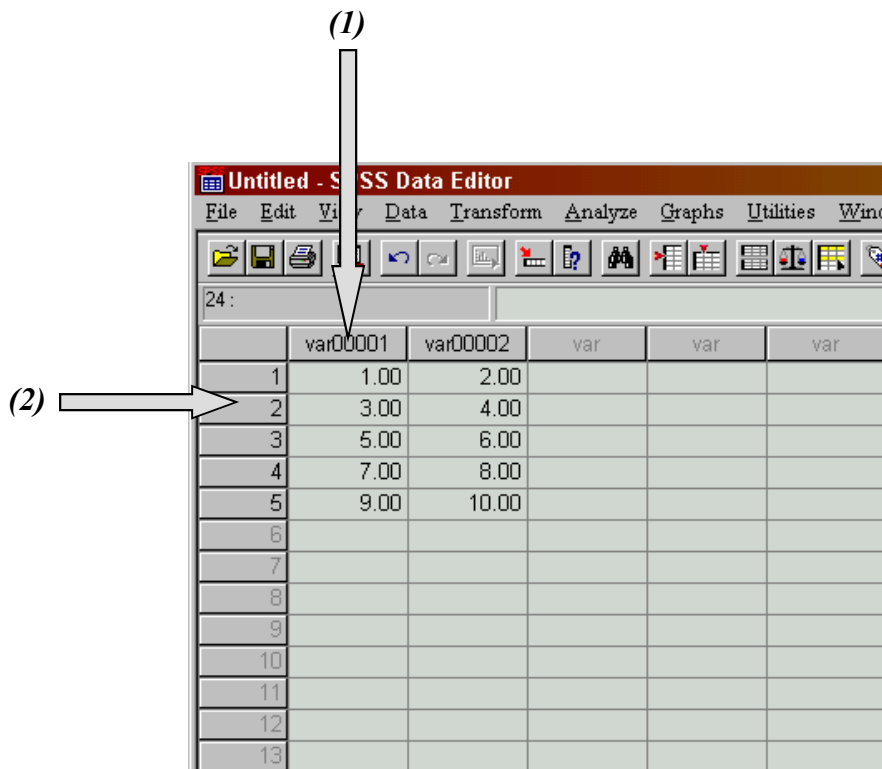 (1)
Untitled - S SS Data Editor
File Edit Vi w Data Transform Analyze Graphs Utilities Wind
24 :
var00001 var00002 var var var
1 1.00 2.00
(2)
2 3.00 4.00
3 5.00 6.00
4 7.00 8.00
5 9.00 10.00
6
7
8
9
10
11
12
13